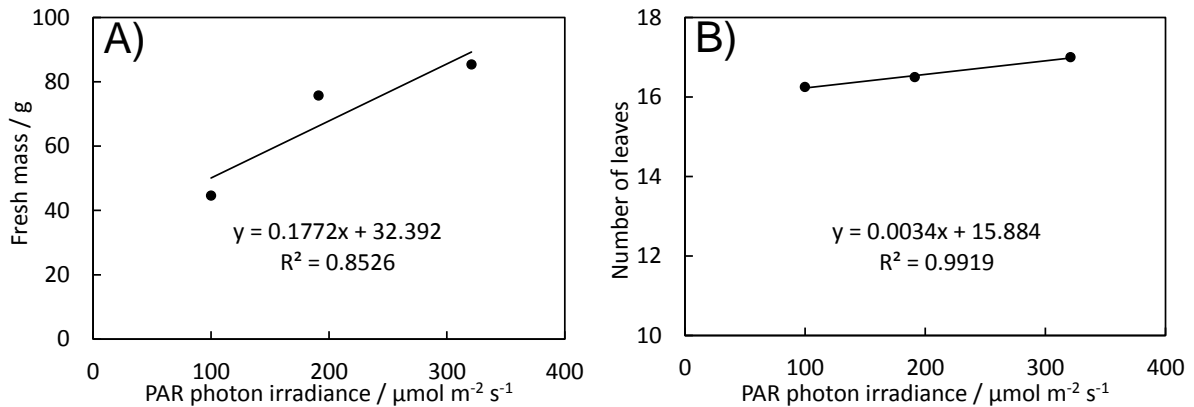 A)
Fresh mass / g
100
80
60
40
20
0
y = 0.1772x + 32.392
R² = 0.8526
0 100 200 300 400
PAR photon irradiance / µmol m⁻² s⁻¹
B)
Number of leaves
18
16
14
12
10
y = 0.0034x + 15.884
R² = 0.9919
0 100 200 300 400
PAR photon irradiance / µmol m⁻² s⁻¹